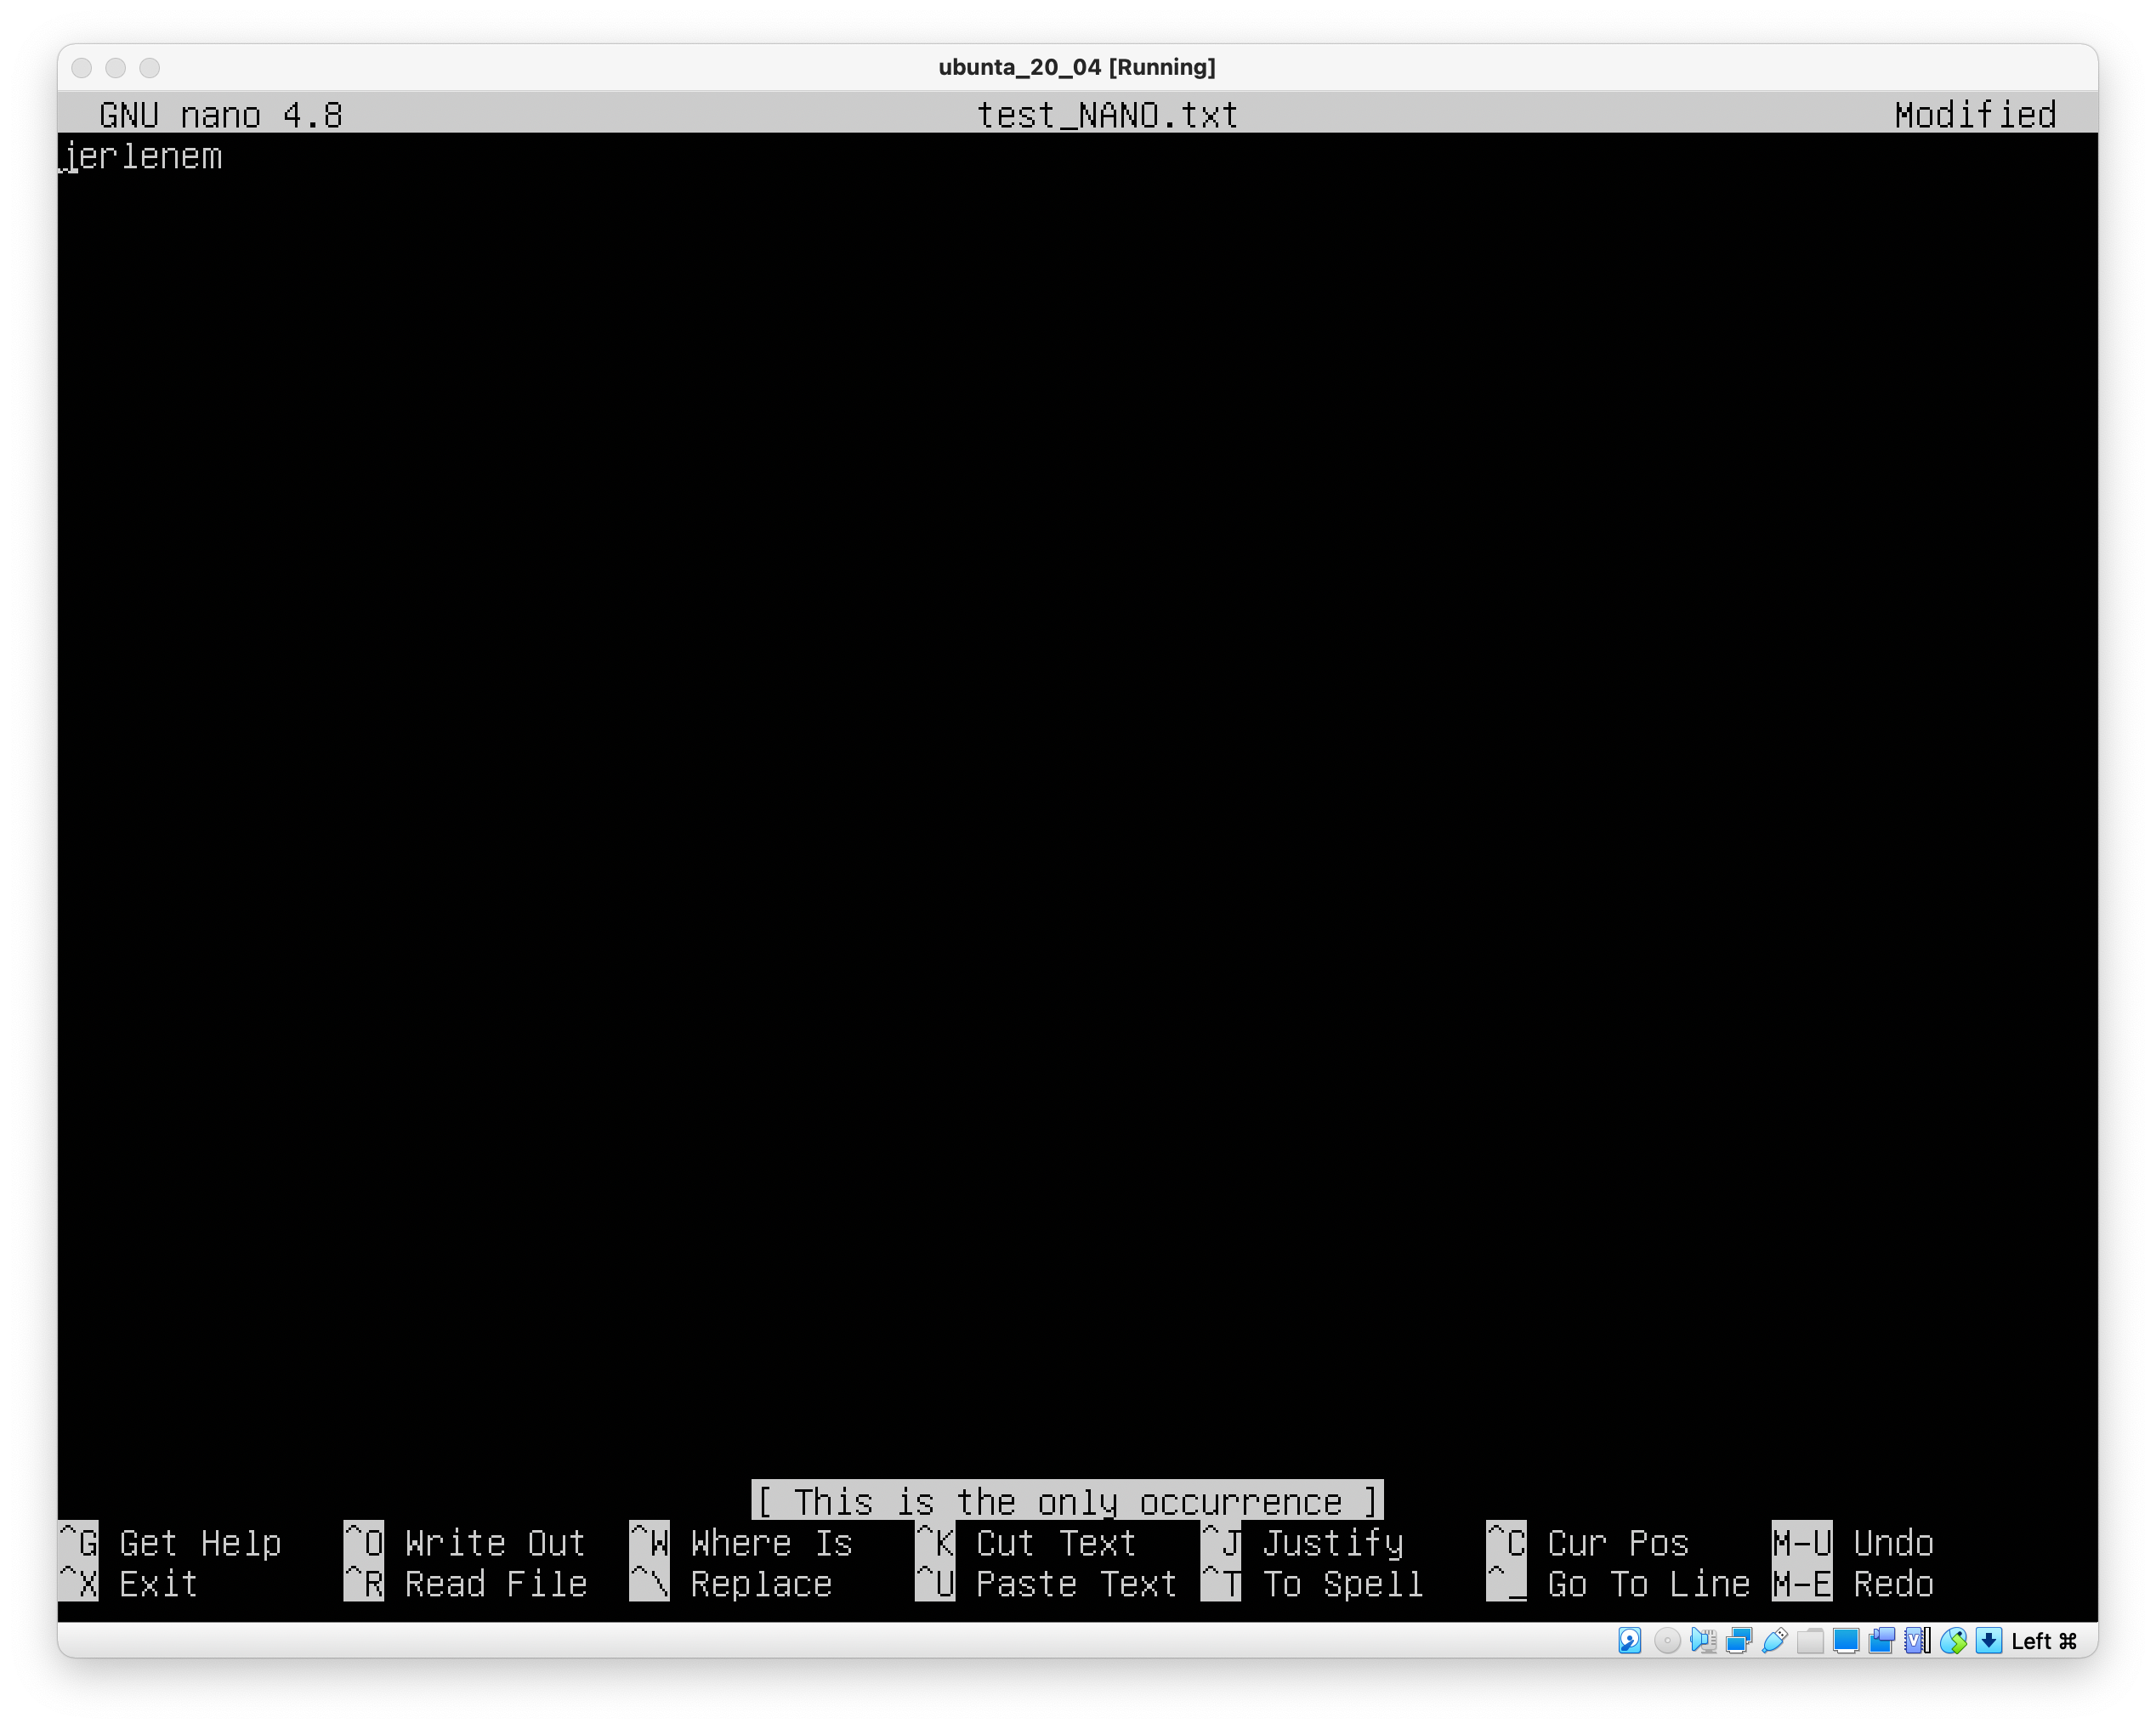 ubunta_20_04 [Running]
GNU nano 4.8 test_NANO.txt Modified
jerlenem
[ This is the only occurrence ]
^G Get Help ^O Write Out ^W Where Is ^K Cut Text ^J Justify ^C Cur Pos M-U Undo
^X Exit ^R Read File ^\ Replace ^U Paste Text ^T To Spell ^_ Go To Line M-E Redo
Left ⌘